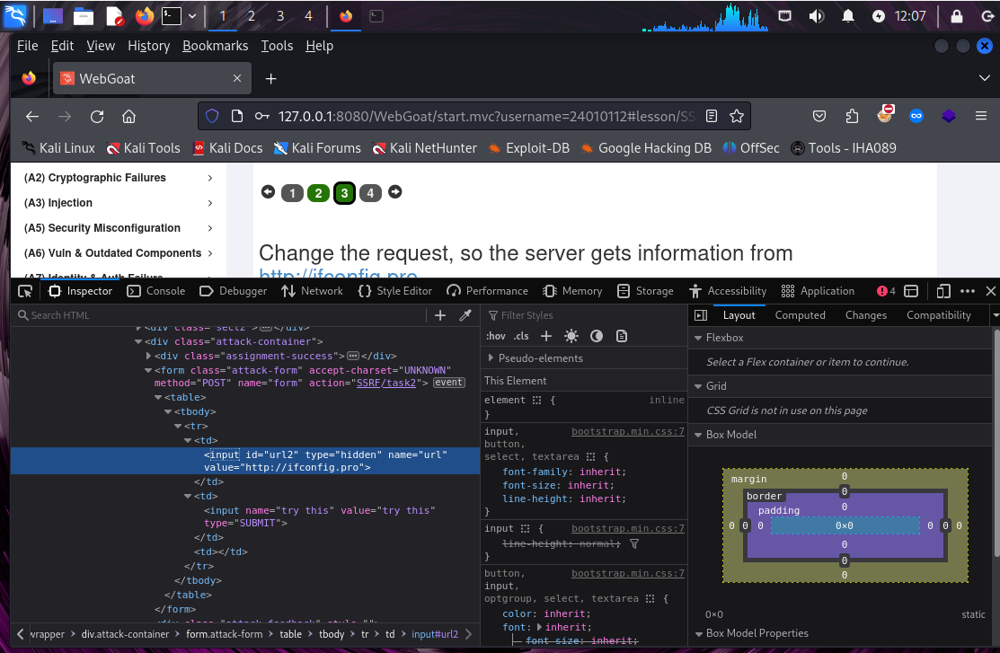 1 2 3 4 12:07
File Edit View History Bookmarks Tools Help
WebGoat
127.0.0.1:8080/WebGoat/start.mvc?username=24010112#lesson/SS
Kali Linux Kali Tools Kali Docs Kali Forums Kali NetHunter Exploit-DB Google Hacking DB OffSec Tools - IHA089
(A2) Cryptographic Failures
(A3) Injection
(A5) Security Misconfiguration
(A6) Vuln & Outdated Components
(A7) Identity & Auth Failure
1 2 3 4
Change the request, so the server gets information from
http://ifconfig.pro
Inspector Console Debugger Network Style Editor Performance Memory Storage Accessibility Application 4
Search HTML
<div class="sect2"></div>
<div class="attack-container">
<div class="assignment-success"></div>
<form class="attack-form" accept-charset="UNKNOWN"
method="POST" name="form" action="SSRF/task2"> event
<table>
<tbody>
<tr>
<td>
<input id="url2" type="hidden" name="url"
value="http://ifconfig.pro">
</td>
<td>
<input name="try this" value="try this"
type="SUBMIT">
</td>
<td></td>
</tr>
</tbody>
</table>
</form>
<div class="attack-feedback" style="">
wrapper div.attack-container form.attack-form table tbody tr td input#url2
Filter Styles
:hov .cls
Pseudo-elements
This Element
element { inline
}
input, bootstrap.min.css:7
button,
select, textarea {
font-family: inherit;
font-size: inherit;
line-height: inherit;
}
input { bootstrap.min.css:7
line-height: normal;
}
button, bootstrap.min.css:7
input,
optgroup, select, textarea {
color: inherit;
font: inherit;
font-size: inherit;
Layout Computed Changes Compatibility
Flexbox
Select a Flex container or item to continue.
Grid
CSS Grid is not in use on this page
Box Model
margin 0
border 0
padding 0
0 0 0 0×0 0 0 0
0
0
0
0×0 static
Box Model Properties